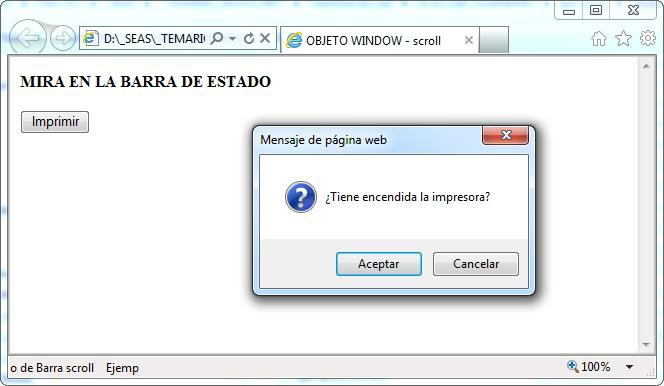 D:\_SEAS\_TEMARI
OBJETO WINDOW - scroll
MIRA EN LA BARRA DE ESTADO
Imprimir
Mensaje de página web
¿Tiene encendida la impresora?
Aceptar Cancelar
o de Barra scroll Ejemp
100%